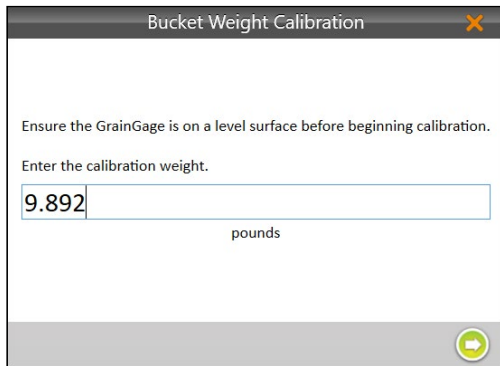 Bucket Weight Calibration
Ensure the GrainGage is on a level surface before beginning calibration.
Enter the calibration weight.
9.892
pounds